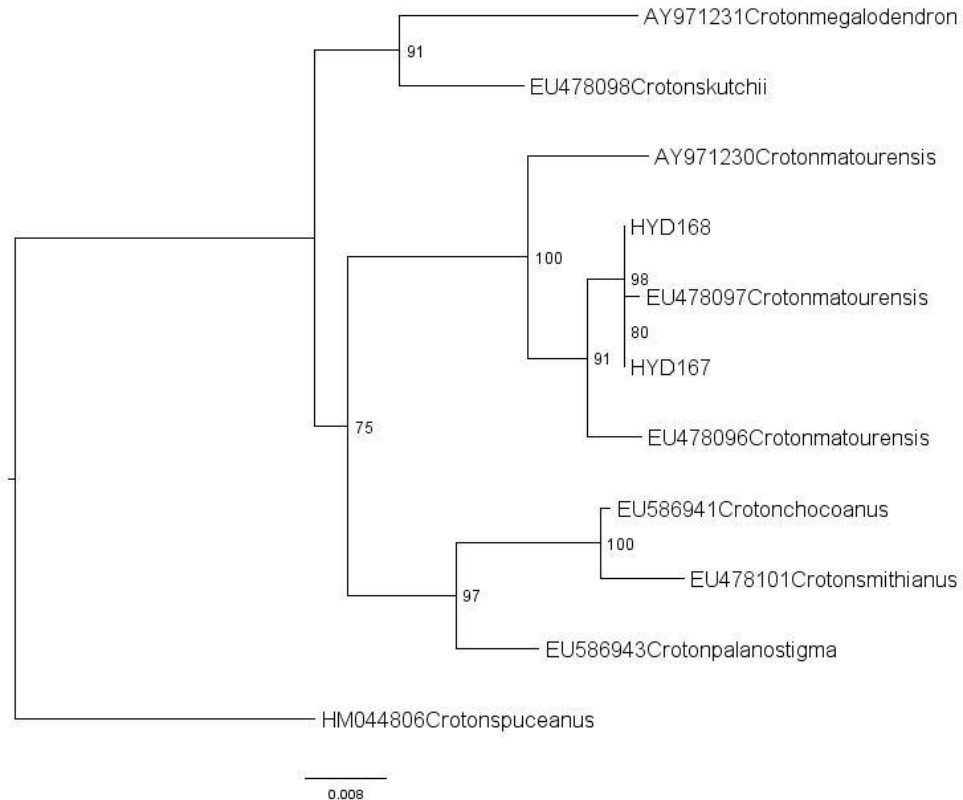 AY971231Crotonmegalodendron
91
EU478098Crotonskutchii
AY971230Crotonmatourensis
HYD168
100
98
EU478097Crotonmatourensis
80
91
HYD167
75
EU478096Crotonmatourensis
EU586941Crotonchocoanus
100
EU478101Crotonsmithianus
97
EU586943Crotonpalanostigma
HM044806Crotonspuceanus
0.008